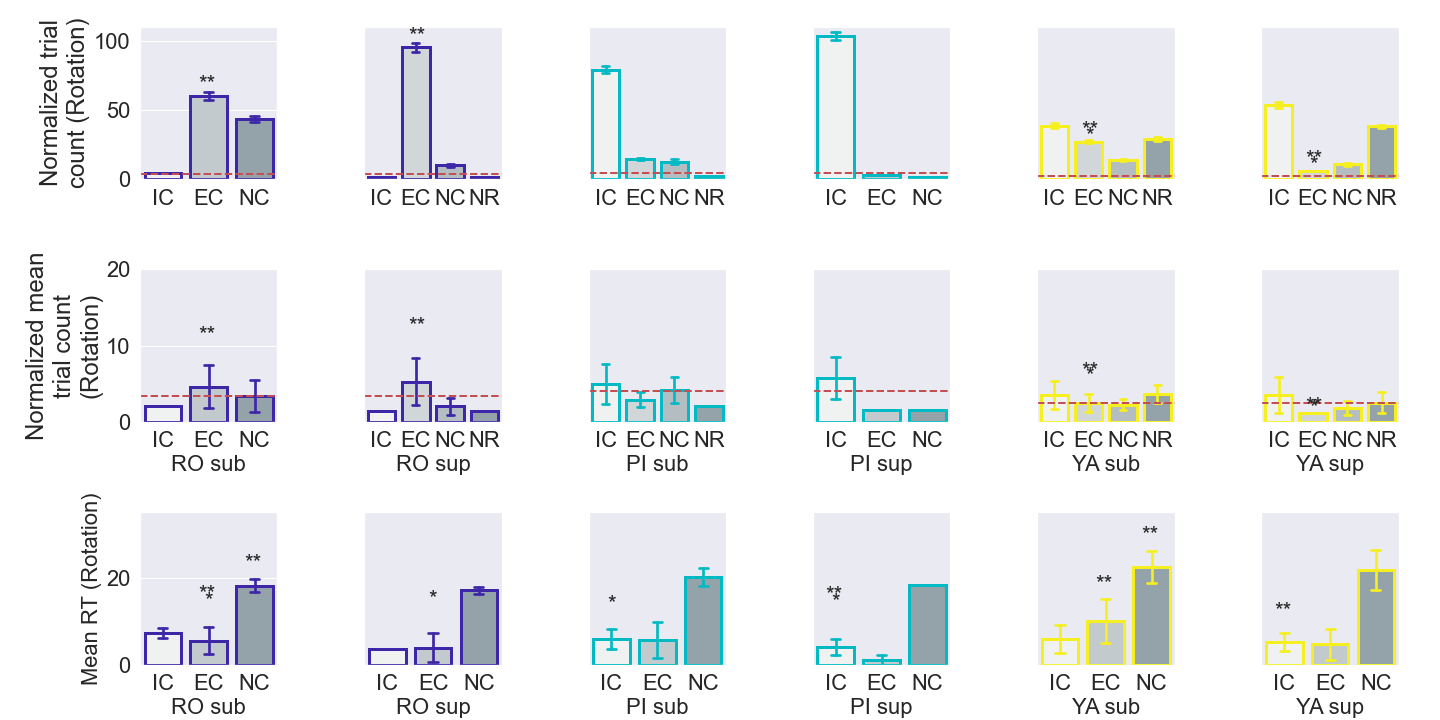 Normalized trial
count (Rotation)
100
50
0
**
**
**
*
**
*
IC EC NC
IC EC NC NR
IC EC NC NR
IC EC NC
IC EC NC NR
IC EC NC NR
Normalized mean
trial count
(Rotation)
20
10
0
**
**
**
*
**
*
IC EC NC
IC EC NC NR
IC EC NC NR
IC EC NC
IC EC NC NR
IC EC NC NR
RO sub
RO sup
PI sub
PI sup
YA sub
YA sup
Mean RT (Rotation)
20
0
**
*
**
*
*
**
*
**
**
**
IC EC NC
IC EC NC
IC EC NC
IC EC NC
IC EC NC
IC EC NC
RO sub
RO sup
PI sub
PI sup
YA sub
YA sup